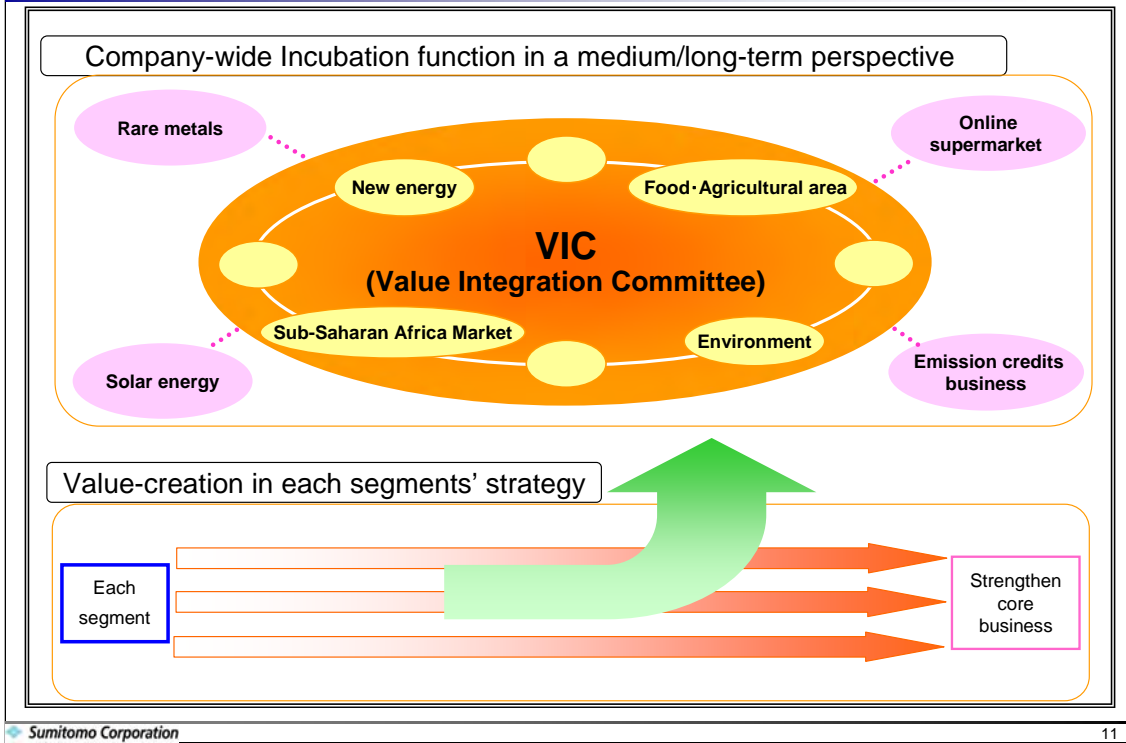 Company-wide Incubation function in a medium/long-term perspective
Rare metals
Online
supermarket
New energy
Food・Agricultural area
VIC
(Value Integration Committee)
Sub-Saharan Africa Market
Environment
Solar energy
Emission credits
business
Value-creation in each segments’ strategy
Each
segment
Strengthen
core
business
Sumitomo Corporation
11